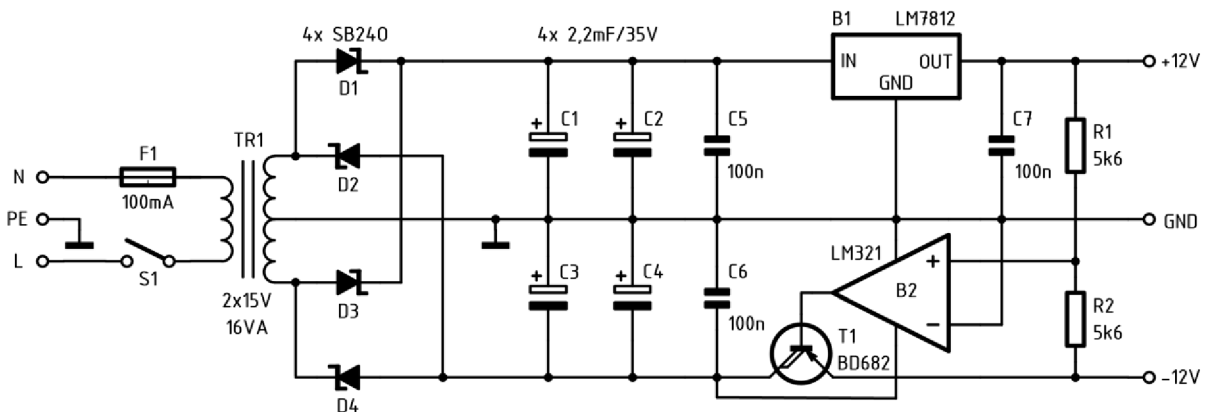 4x SB240
4x 2,2mF/35V
B1
LM7812
IN
OUT
GND
+12V
D1
C1
+
C2
+
C5
100n
C7
100n
R1
5k6
TR1
F1
100mA
N
PE
L
S1
D2
GND
2x15V
16VA
D3
C3
+
C4
+
C6
100n
LM321
B2
+
−
R2
5k6
T1
BD682
-12V
D4